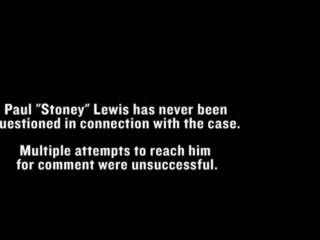 Paul "Stoney" Lewis has never been
uestioned in connection with the case.
Multiple attempts to reach him
for comment were unsuccessful.